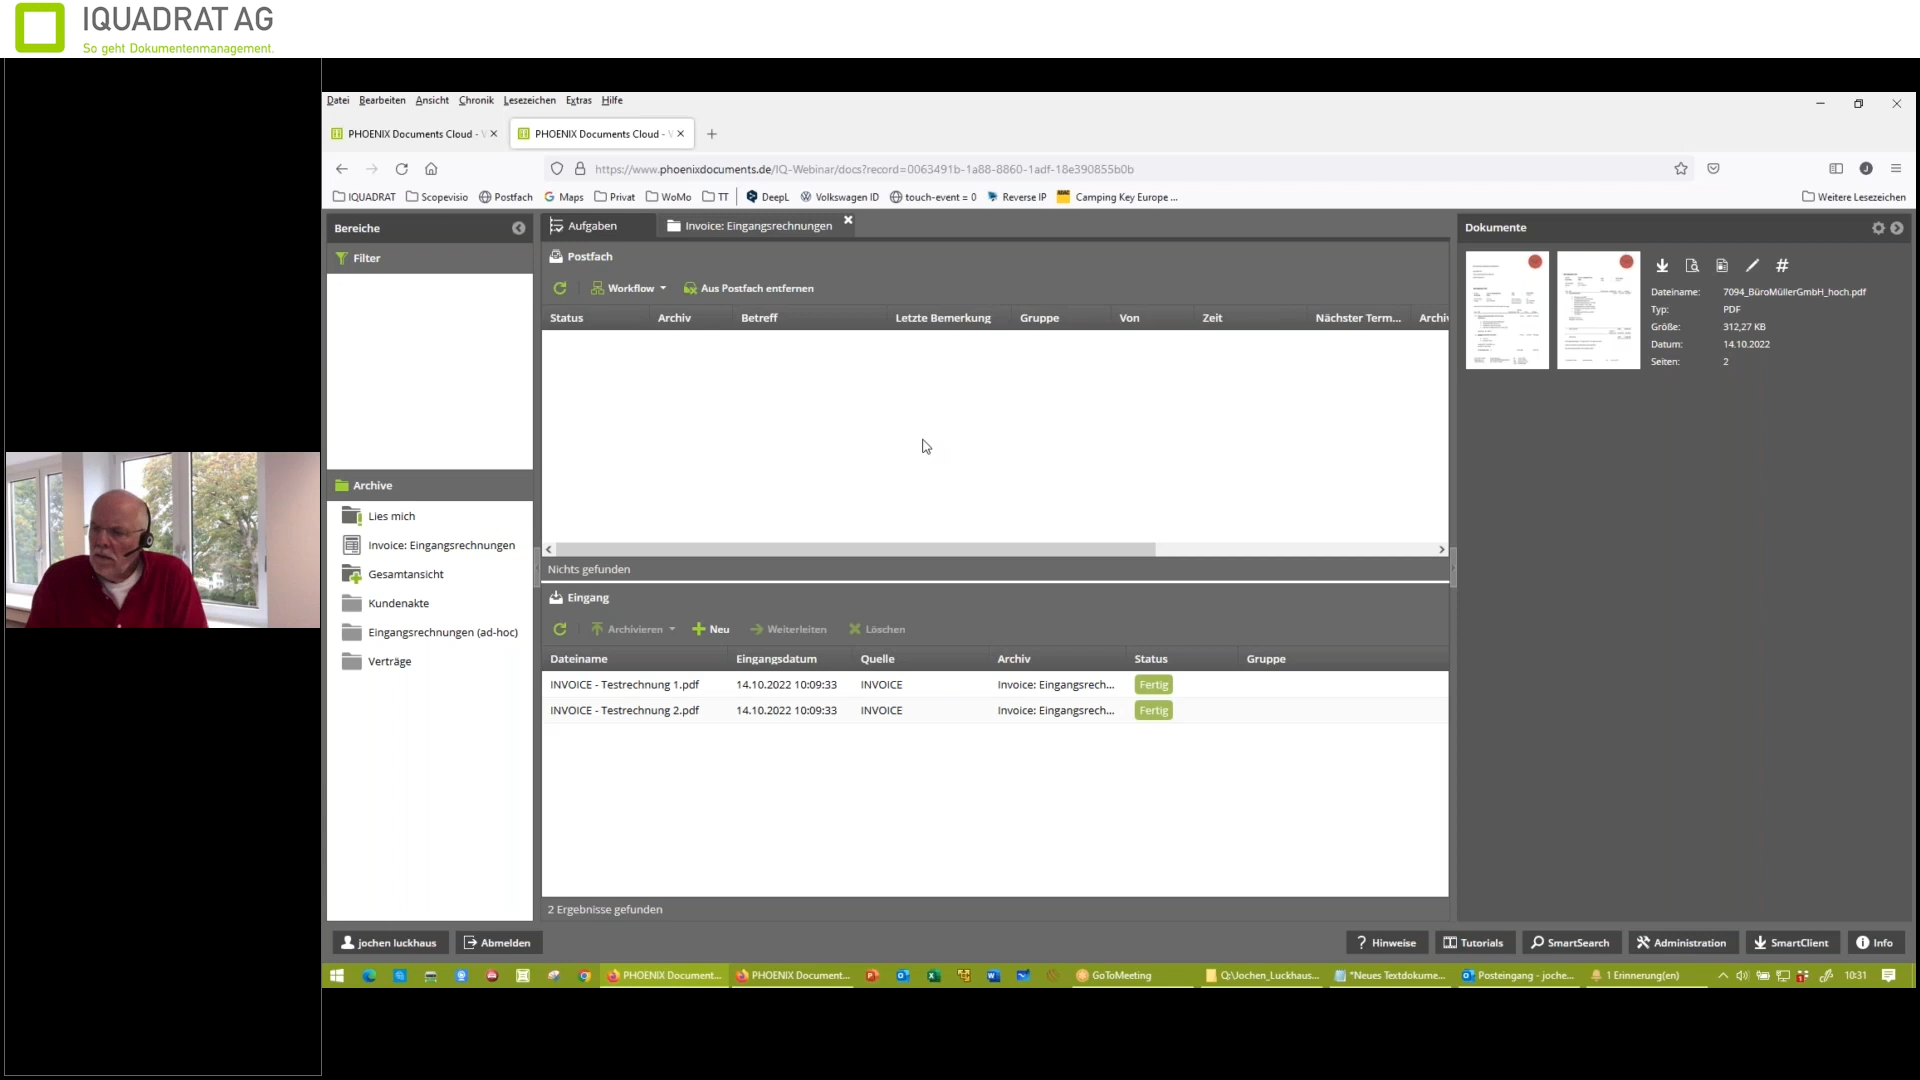 IQUADRAT AG
So geht Dokumentenmanagement.
Datei Bearbeiten Ansicht Chronik Lesezeichen Extras Hilfe
PHOENIX Documents Cloud - PHOENIX Documents Cloud -
https://www.phoenixdocuments.de/IQ-Webinar/docs?record=0063491b-1a88-8860-1adf-18e390855b0b
IQUADRAT Scopevisio Postfach Maps Privat WoMo TT DeepL Volkswagen ID touch-event = 0 Reverse IP Camping Key Europe ... Weitere Lesezeichen
Bereiche Aufgaben Invoice: Eingangsrechnungen Dokumente
Filter Postfach
Workflow Aus Postfach entfernen
Dateiname: 7094_BüroMüllerGmbH_hoch.pdf
Typ: PDF
Größe: 312,27 KB
Datum: 14.10.2022
Seiten: 2
Status Archiv Betreff Letzte Bemerkung Gruppe Von Zeit Nächster Term... Archiv
Archive
Lies mich
Invoice: Eingangsrechnungen
Gesamtansicht
Kundenakte
Eingangsrechnungen (ad-hoc)
Verträge
Nichts gefunden
Eingang
Archivieren Neu Weiterleiten Löschen
Dateiname Eingangsdatum Quelle Archiv Status Gruppe
INVOICE - Testrechnung 1.pdf 14.10.2022 10:09:33 INVOICE Invoice: Eingangsrech... Fertig
INVOICE - Testrechnung 2.pdf 14.10.2022 10:09:33 INVOICE Invoice: Eingangsrech... Fertig
2 Ergebnisse gefunden
jochen luckhaus Abmelden Hinweise Tutorials SmartSearch Administration SmartClient Info
PHOENIX Document... PHOENIX Document... GoToMeeting Q:\Jochen_Luckhaus... *Neues Textdokume... Posteingang - joche... 1 Erinnerung(en) 10:31